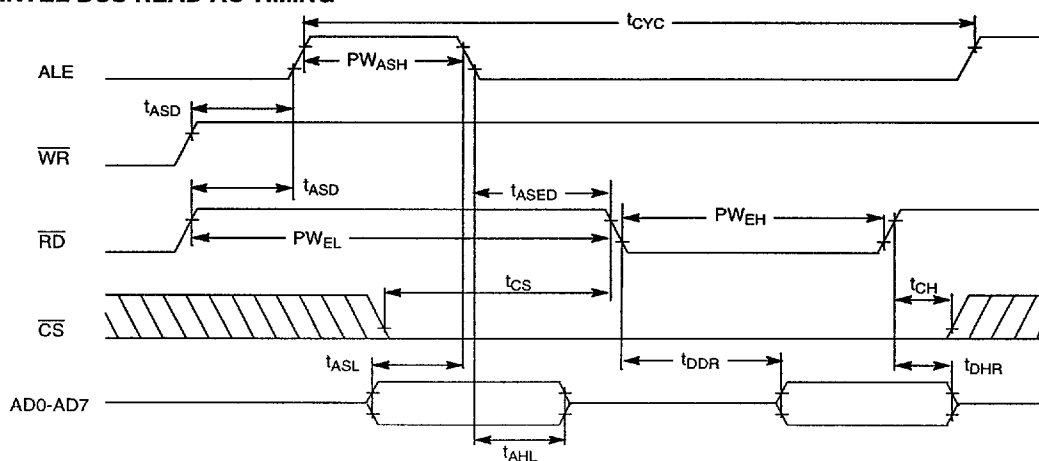 INTEL BUS READ AC TIMING
tCYC
ALE
PWASH
tASD
WR
tASD
tASED
RD
PWEL
PWEH
tCS
tCH
CS
tASL
tDDR
tDHR
AD0-AD7
tAHL